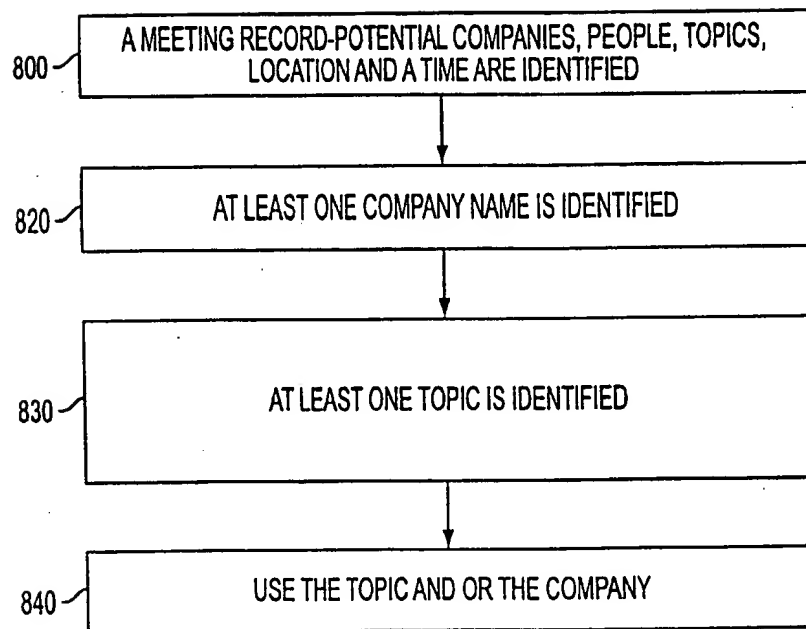 800
A MEETING RECORD-POTENTIAL COMPANIES, PEOPLE, TOPICS,
LOCATION AND A TIME ARE IDENTIFIED
820
AT LEAST ONE COMPANY NAME IS IDENTIFIED
830
AT LEAST ONE TOPIC IS IDENTIFIED
840
USE THE TOPIC AND OR THE COMPANY